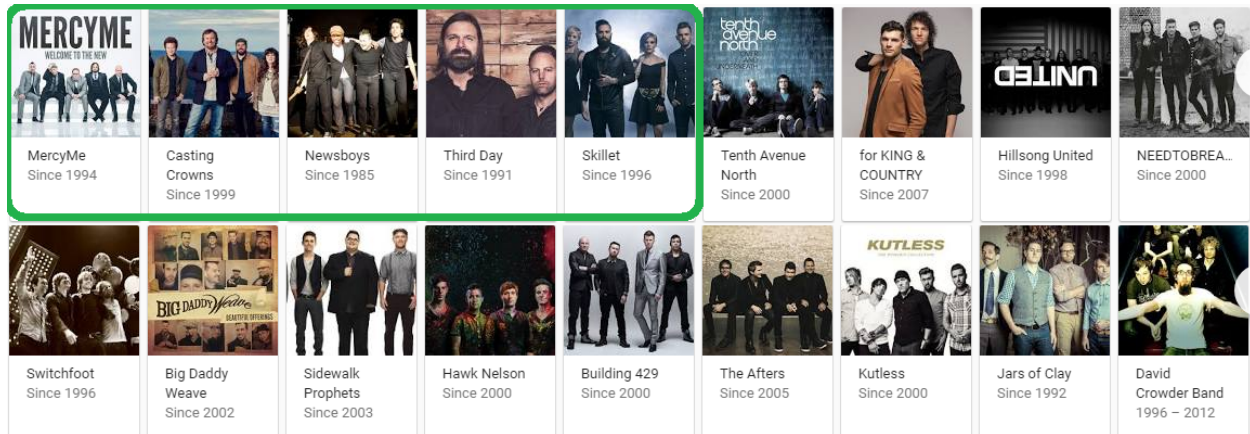 MERCYME
WELCOME TO THE NEW
MercyMe
Since 1994
Casting
Crowns
Since 1999
Newsboys
Since 1985
Third Day
Since 1991
Skillet
Since 1996
tenth
avenue
north
UNDERNEATH
Tenth Avenue
North
Since 2000
for KING &
COUNTRY
Since 2007
UNITED
Hillsong United
Since 1998
NEEDTOBREA...
Since 2000
Switchfoot
Since 1996
BIG DADDY Weave
BEAUTIFUL OFFERINGS
Big Daddy
Weave
Since 2002
Sidewalk
Prophets
Since 2003
Hawk Nelson
Since 2000
Building 429
Since 2000
The Afters
Since 2005
KUTLESS
Kutless
Since 2000
Jars of Clay
Since 1992
David
Crowder Band
1996 – 2012